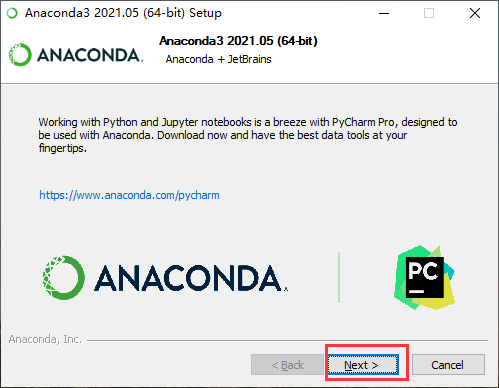 Anaconda3 2021.05 (64-bit) Setup
ANACONDA.
Anaconda3 2021.05 (64-bit)
Anaconda + JetBrains
Working with Python and Jupyter notebooks is a breeze with PyCharm Pro, designed to
be used with Anaconda. Download now and have the best data tools at your
fingertips.
https://www.anaconda.com/pycharm
ANACONDA.
PC
Anaconda, Inc.
< Back
Next >
Cancel